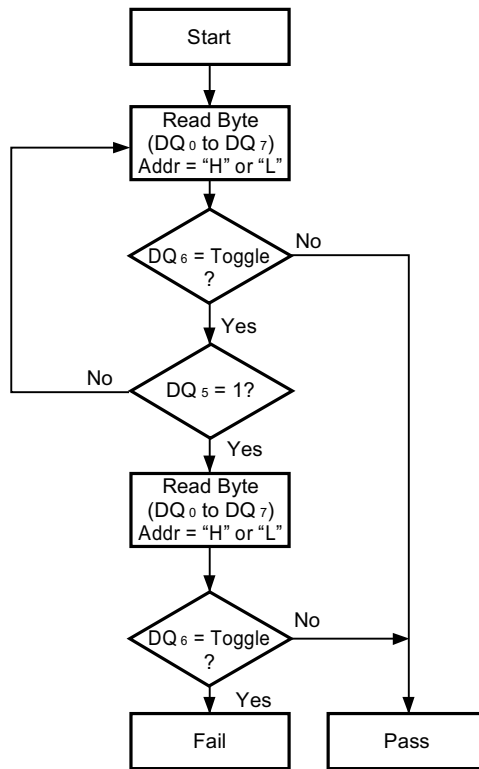 Start
Read Byte
(DQ0 to DQ7)
Addr = “H” or “L”
No
DQ6 = Toggle
?
Yes
No
DQ5 = 1?
Yes
Read Byte
(DQ0 to DQ7)
Addr = “H” or “L”
No
DQ6 = Toggle
?
Yes
Fail
Pass